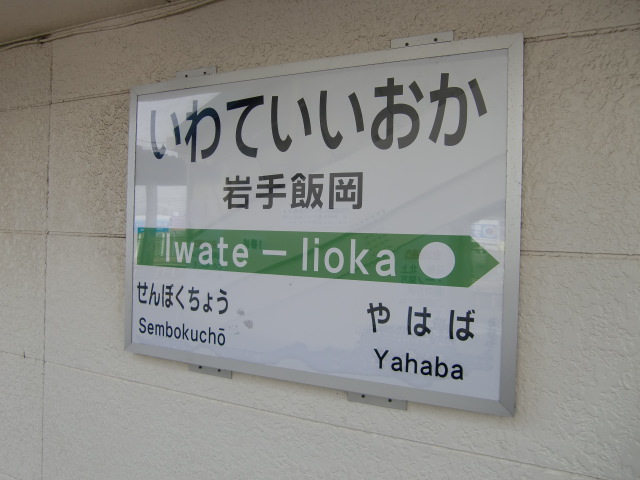 いわていいおか
岩手飯岡
Iwate－Iioka
せんぼくちょう
Sembokuchō
やはば
Yahaba